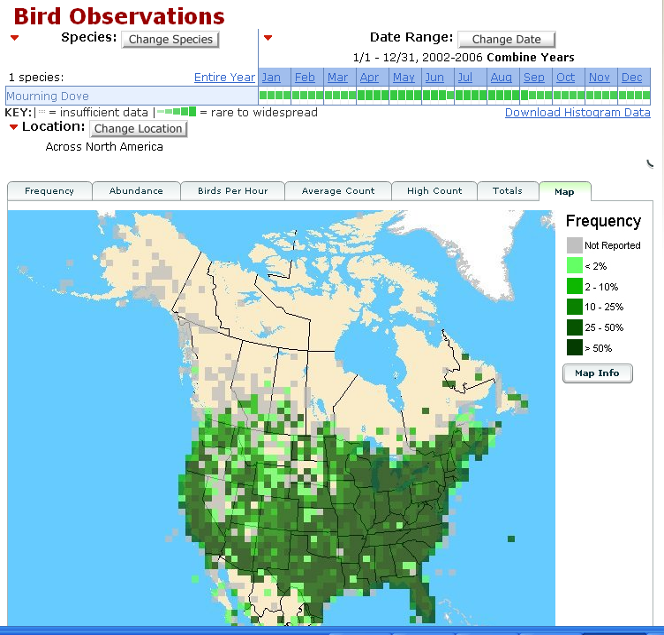 Bird Observations
Species: Change Species
Date Range: Change Date
1/1 - 12/31, 2002-2006 Combine Years
1 species: Entire Year Jan Feb Mar Apr May Jun Jul Aug Sep Oct Nov Dec
Mourning Dove
KEY: = insufficient data | = rare to widespread Download Histogram Data
Location: Change Location
Across North America
Frequency Abundance Birds Per Hour Average Count High Count Totals Map
Frequency
Not Reported
< 2%
2 - 10%
10 - 25%
25 - 50%
> 50%
Map Info